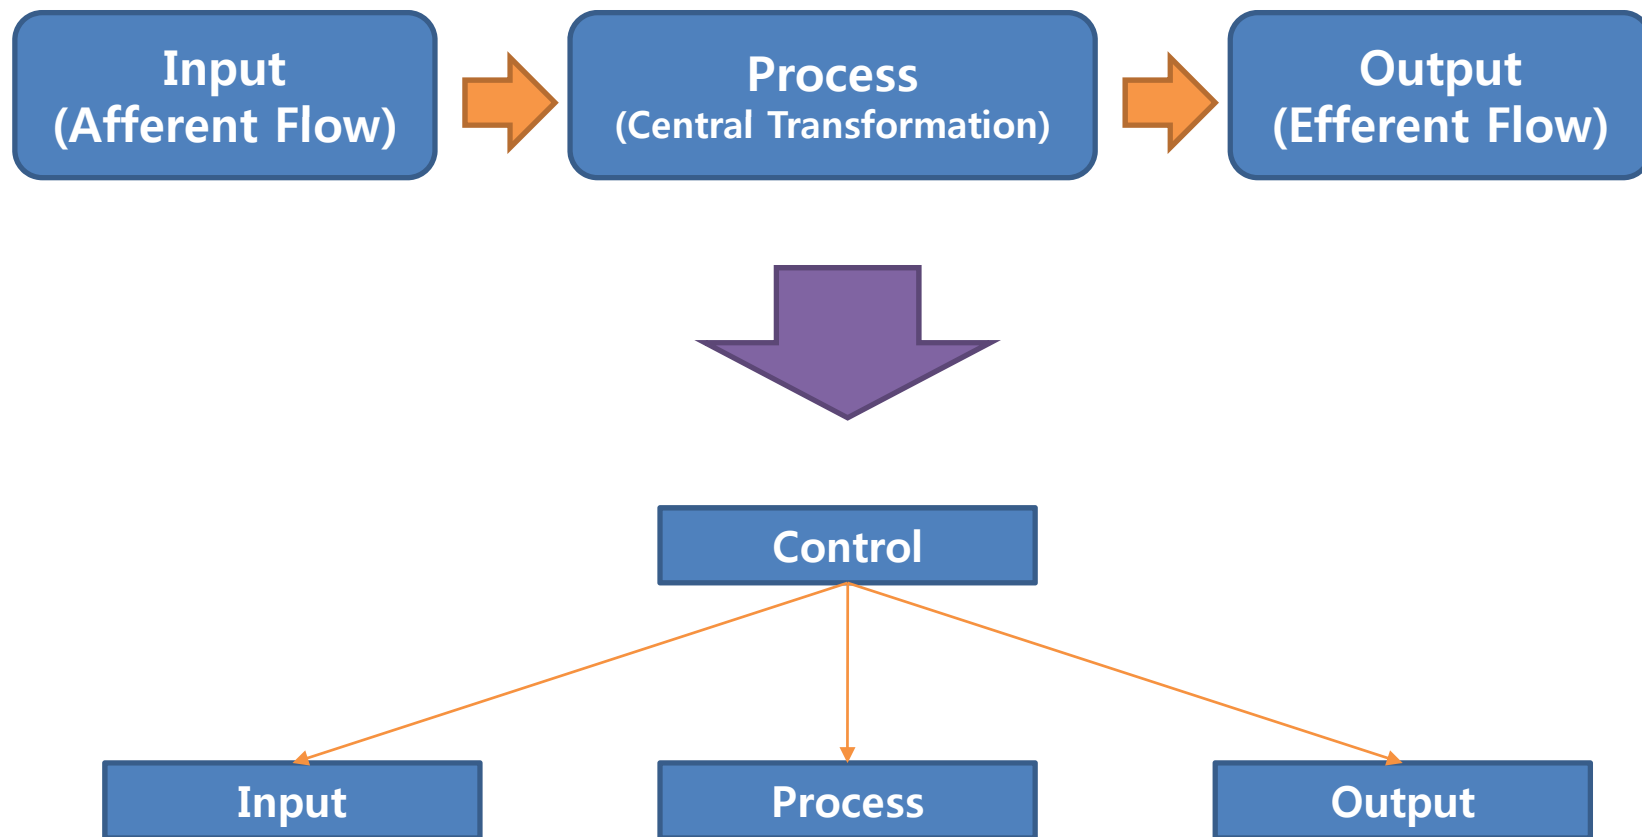 Input
(Afferent Flow)
Process
(Central Transformation)
Output
(Efferent Flow)
Control
Input
Process
Output